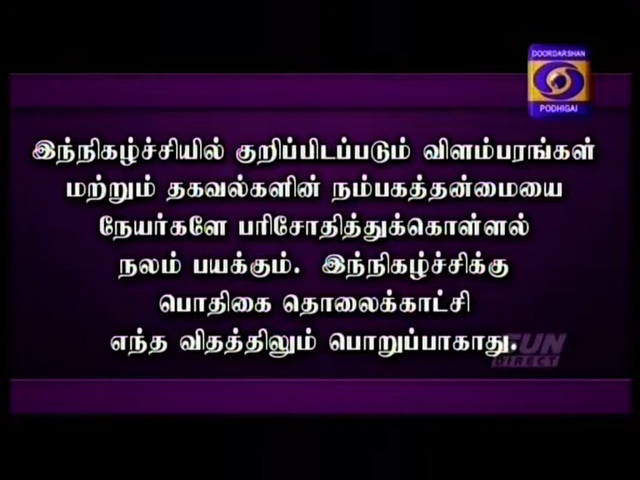 DOORDARSHAN
PODHIGAI
இந்நிகழ்ச்சியில் குறிப்பிடப்படும் விளம்பரங்கள்
மற்றும் தகவல்களின் நம்பகத்தன்மையை
நேயர்களே பரிசோதித்துக்கொள்ளல்
நலம் பயக்கும். இந்நிகழ்ச்சிக்கு
பொதிகை தொலைக்காட்சி
எந்த விதத்திலும் பொறுப்பாகாது.
SUN
DIRECT